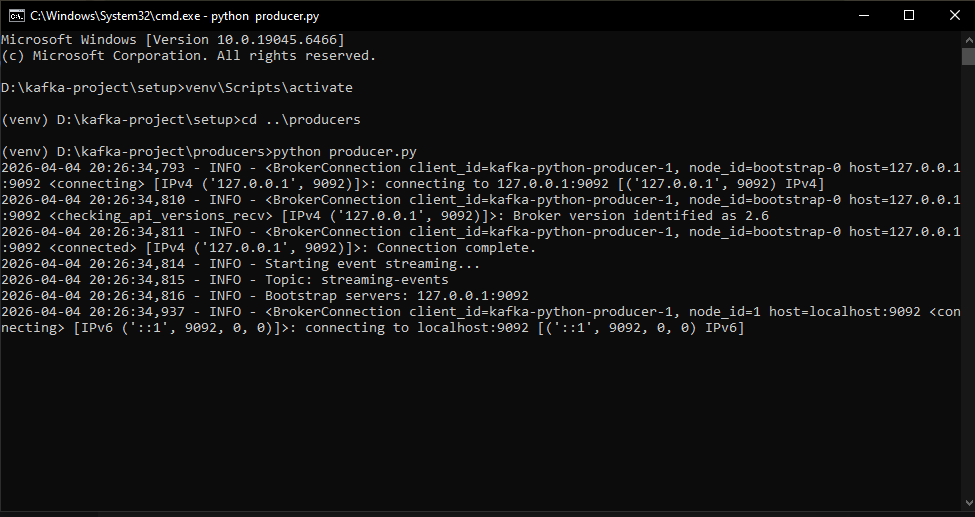 C:\Windows\System32\cmd.exe - python  producer.py
Microsoft Windows [Version 10.0.19045.6466]
(c) Microsoft Corporation. All rights reserved.
D:\kafka-project\setup>venv\Scripts\activate
(venv) D:\kafka-project\setup>cd ..\producers
(venv) D:\kafka-project\producers>python producer.py
2026-04-04 20:26:34,793 - INFO - <BrokerConnection client_id=kafka-python-producer-1, node_id=bootstrap-0 host=127.0.0.1
:9092 <connecting> [IPv4 ('127.0.0.1', 9092)]>: connecting to 127.0.0.1:9092 [('127.0.0.1', 9092) IPv4]
2026-04-04 20:26:34,810 - INFO - <BrokerConnection client_id=kafka-python-producer-1, node_id=bootstrap-0 host=127.0.0.1
:9092 <checking_api_versions_recv> [IPv4 ('127.0.0.1', 9092)]>: Broker version identified as 2.6
2026-04-04 20:26:34,811 - INFO - <BrokerConnection client_id=kafka-python-producer-1, node_id=bootstrap-0 host=127.0.0.1
:9092 <connected> [IPv4 ('127.0.0.1', 9092)]>: Connection complete.
2026-04-04 20:26:34,814 - INFO - Starting event streaming...
2026-04-04 20:26:34,815 - INFO - Topic: streaming-events
2026-04-04 20:26:34,816 - INFO - Bootstrap servers: 127.0.0.1:9092
2026-04-04 20:26:34,937 - INFO - <BrokerConnection client_id=kafka-python-producer-1, node_id=1 host=localhost:9092 <con
necting> [IPv6 ('::1', 9092, 0, 0)]>: connecting to localhost:9092 [('::1', 9092, 0, 0) IPv6]